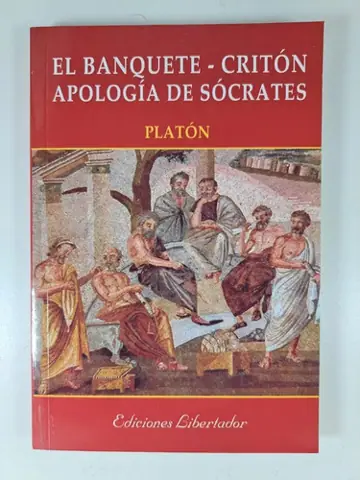 EL BANQUETE - CRITÓN
APOLOGÍA DE SÓCRATES
PLATÓN
Ediciones Libertador